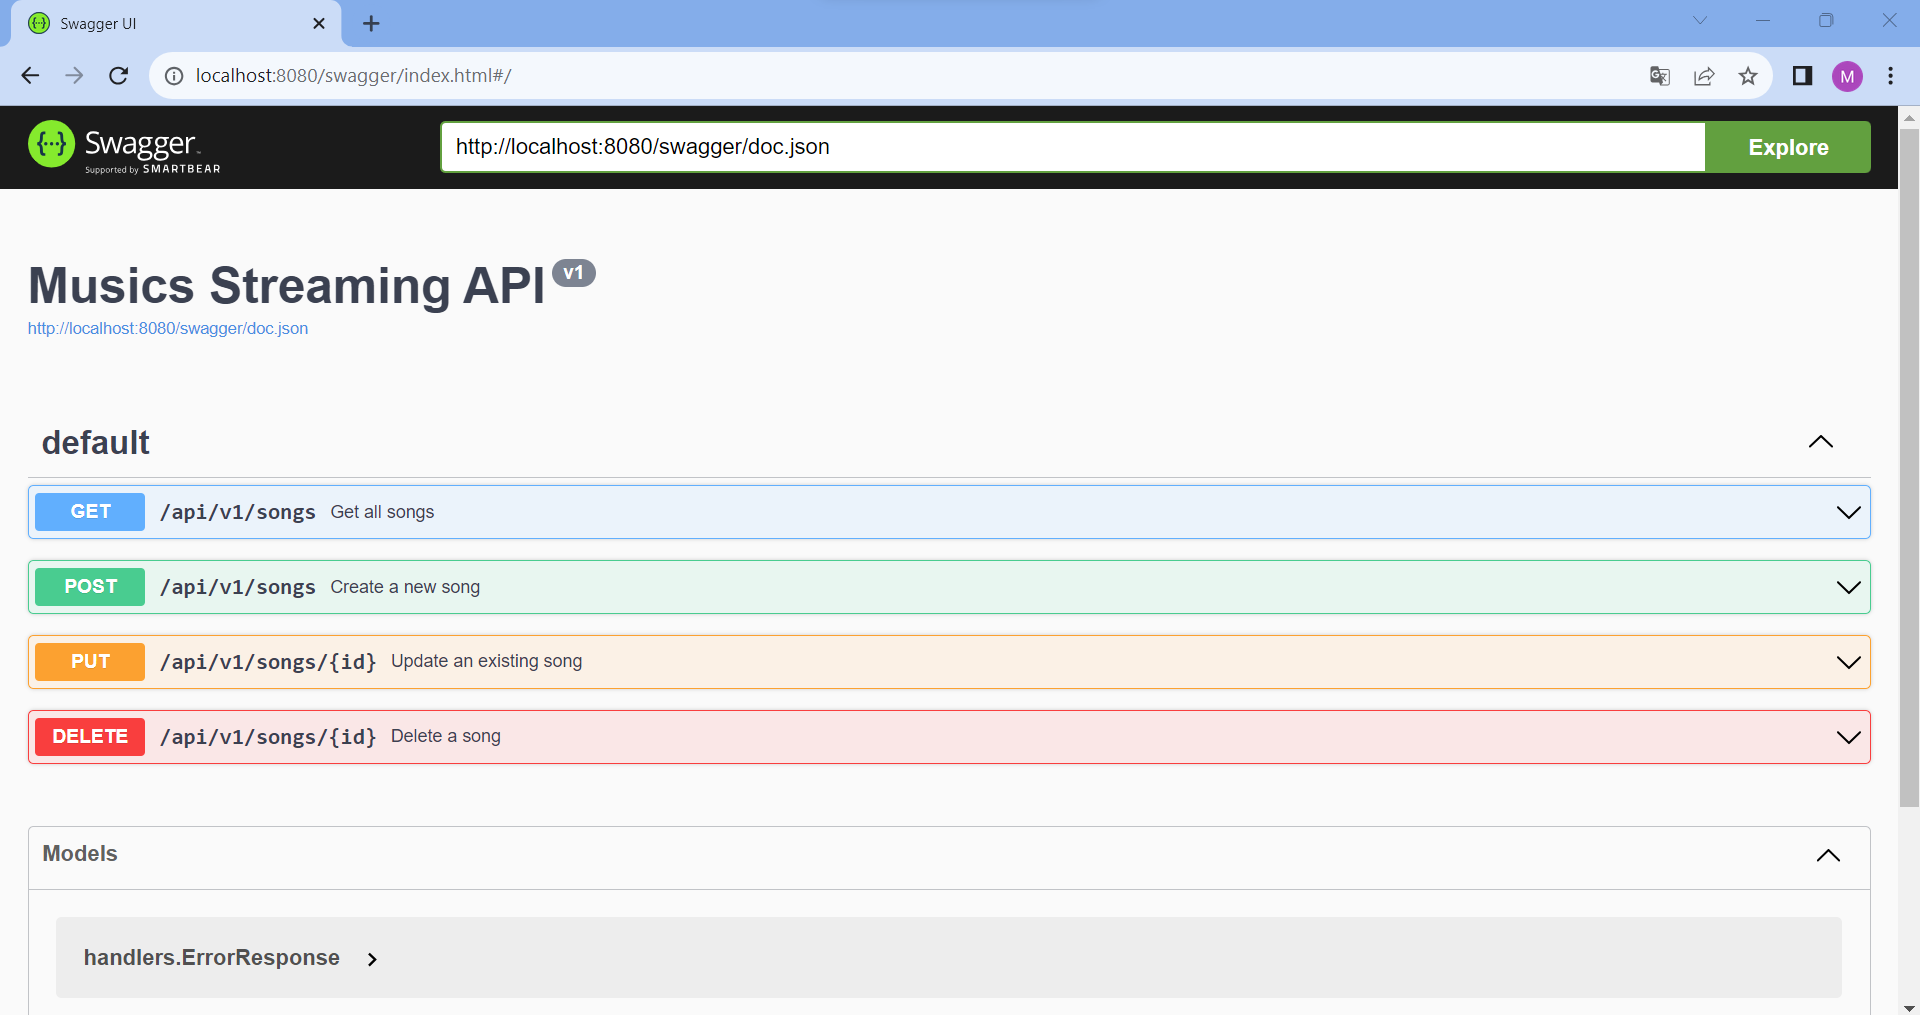 Swagger UI
localhost:8080/swagger/index.html#/
M
{···} Swagger
Supported by SMARTBEAR
http://localhost:8080/swagger/doc.json
Explore
Musics Streaming API v1
http://localhost:8080/swagger/doc.json
default
GET /api/v1/songs Get all songs
POST /api/v1/songs Create a new song
PUT /api/v1/songs/{id} Update an existing song
DELETE /api/v1/songs/{id} Delete a song
Models
handlers.ErrorResponse